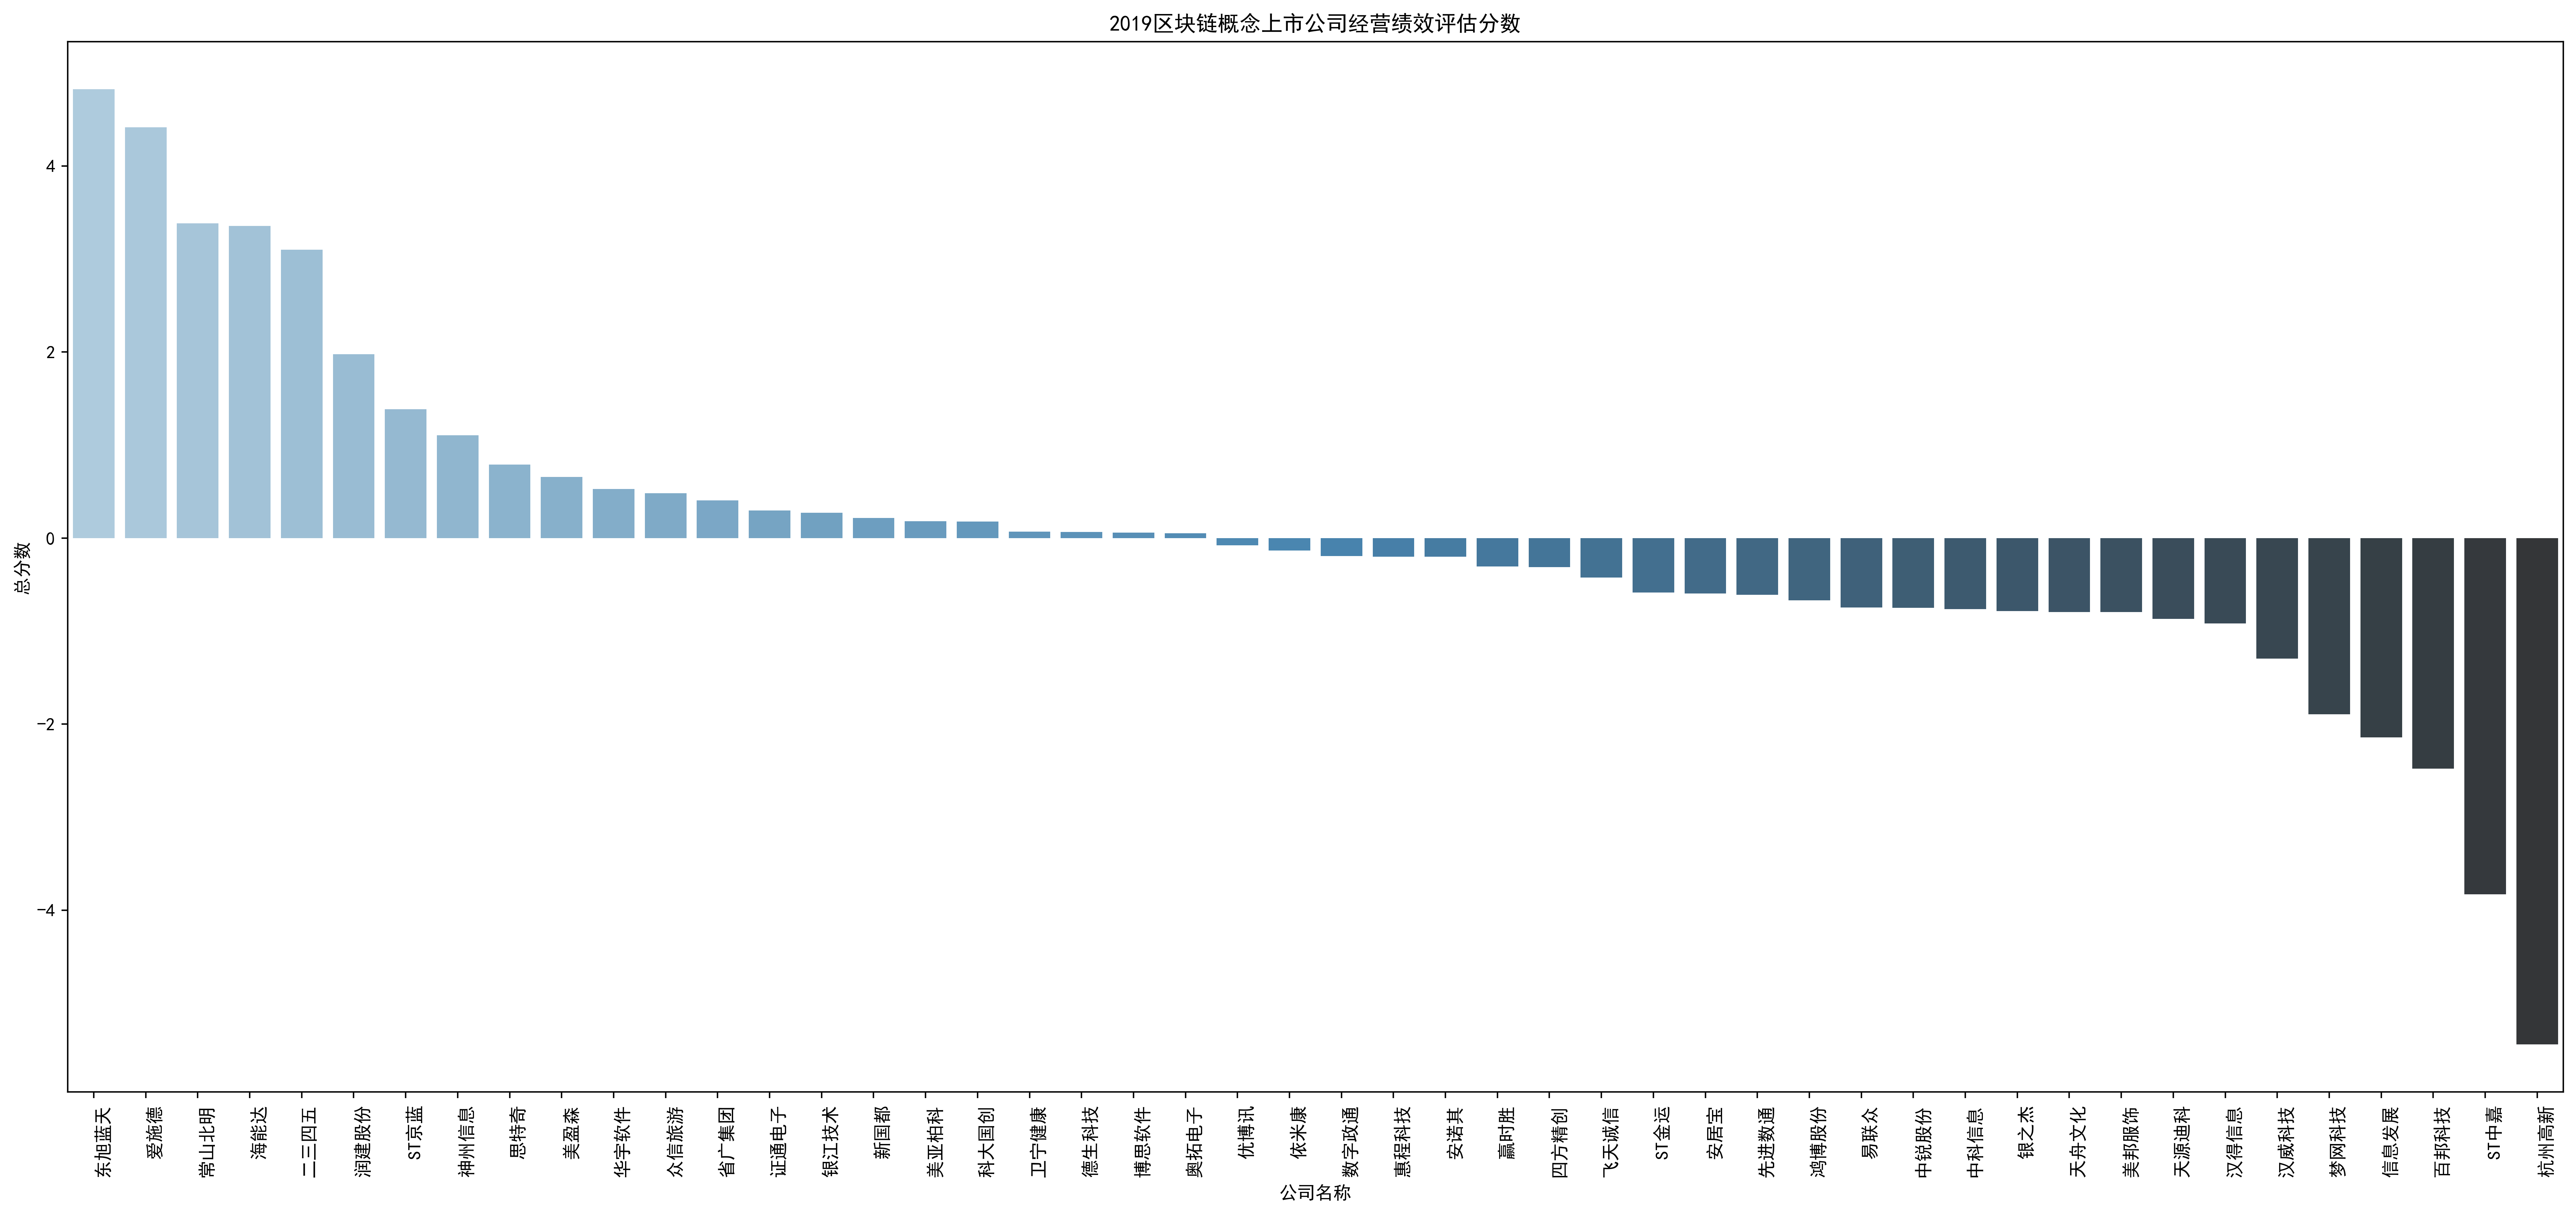 2019区块链概念上市公司经营绩效评估分数
总分数
4
2
0
−2
−4
东旭蓝天
爱施德
常山北明
海能达
二三四五
润建股份
ST京蓝
神州信息
思特奇
美盈森
华宇软件
众信旅游
省广集团
证通电子
银江技术
新国都
美亚柏科
科大国创
卫宁健康
德生科技
博思软件
奥拓电子
优博讯
依米康
数字政通
惠程科技
安诺其
赢时胜
四方精创
飞天诚信
ST金运
安居宝
先进数通
鸿博股份
易联众
中锐股份
中科信息
银之杰
天舟文化
美邦服饰
天源迪科
汉得信息
汉威科技
梦网科技
信息发展
百邦科技
ST中嘉
杭州高新
公司名称